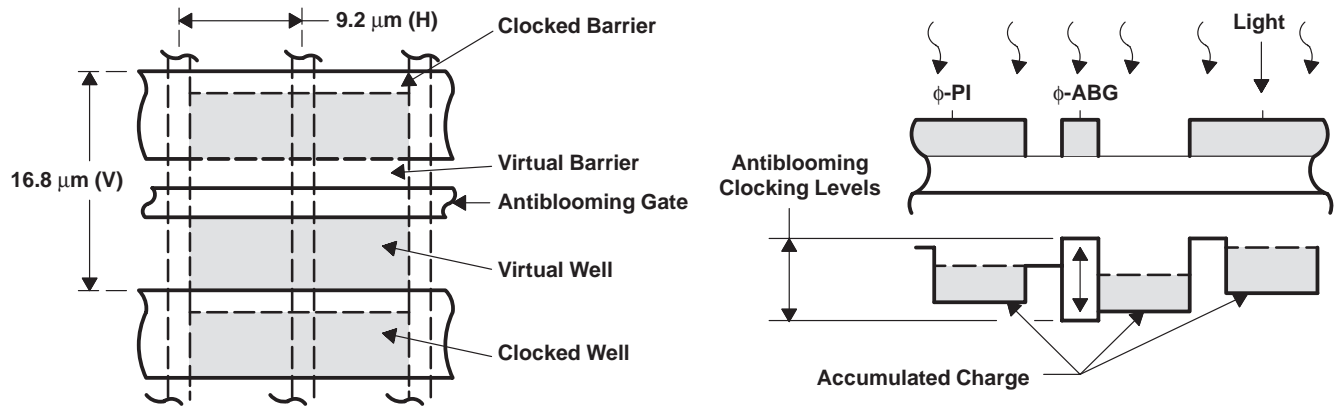 9.2 μm (H)
Clocked Barrier
16.8 μm (V)
Virtual Barrier
Antiblooming Gate
Virtual Well
Clocked Well
Light
ϕ-PI
ϕ-ABG
Antiblooming
Clocking Levels
Accumulated Charge